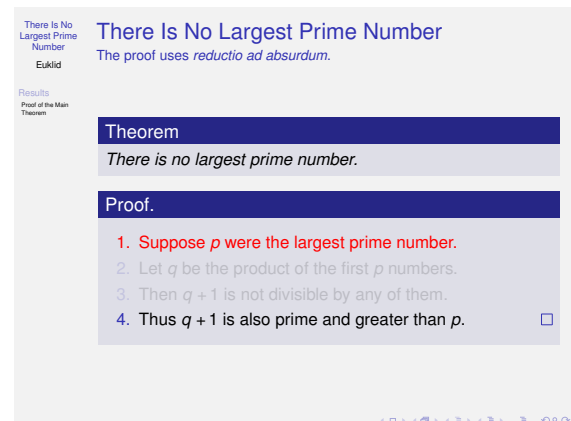 There Is No
Largest Prime
Number
Euklid
Results
Proof of the Main
Theorem
There Is No Largest Prime Number
The proof uses reductio ad absurdum.
Theorem
There is no largest prime number.
Proof.
1. Suppose p were the largest prime number.
2. Let q be the product of the first p numbers.
3. Then q + 1 is not divisible by any of them.
4. Thus q + 1 is also prime and greater than p. □